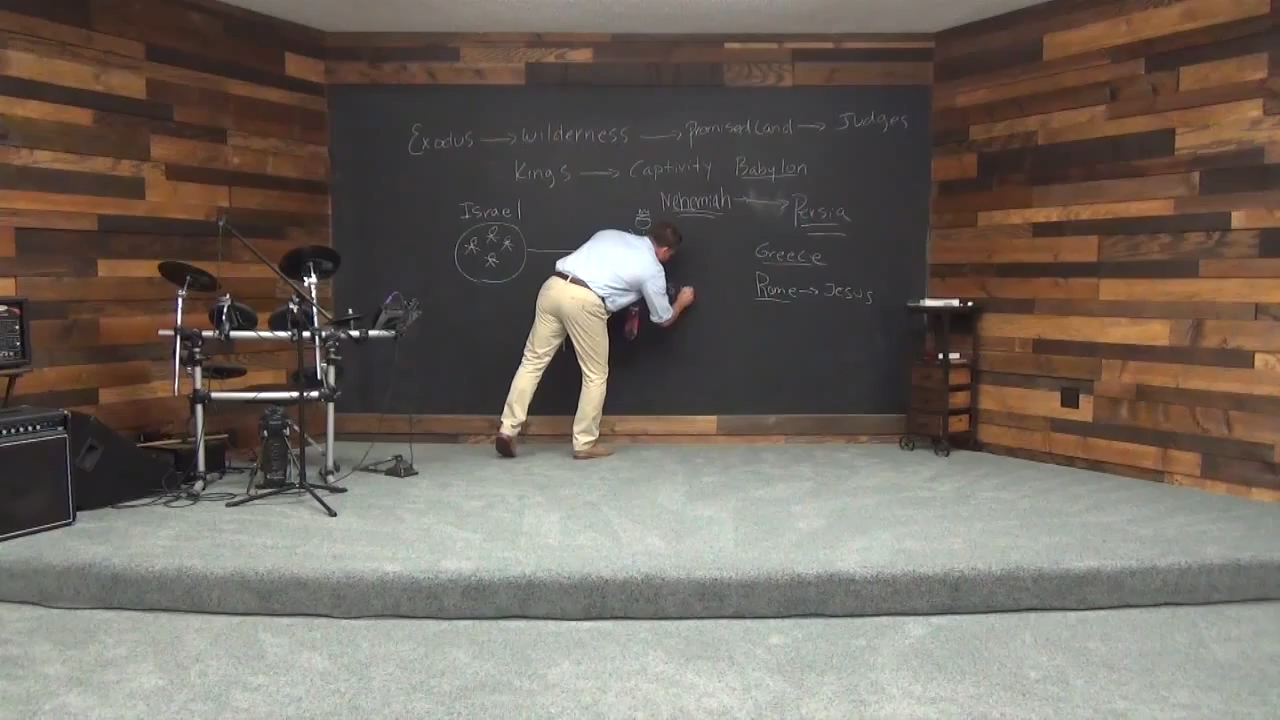 Exodus → Wilderness → Promised Land → Judges
Kings → Captivity Babylon
Israel
Nehemiah → Persia
Greece
Rome → Jesus